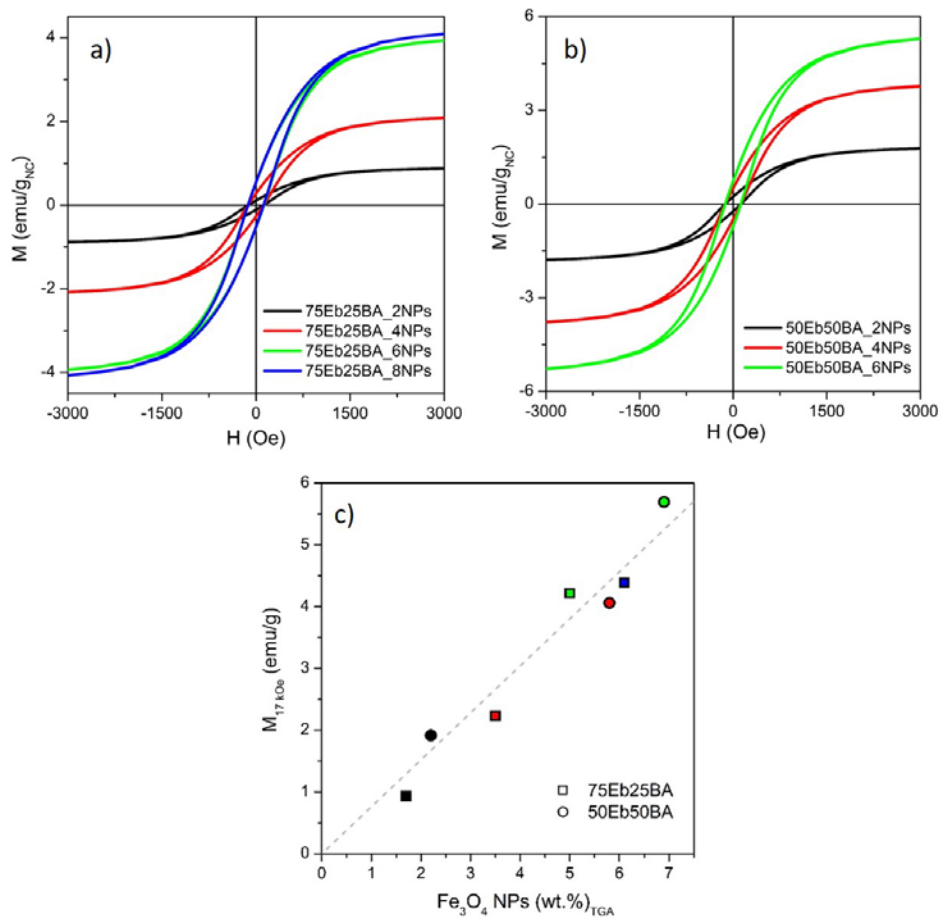 a)
M (emu/g_NC)
4
2
0
-2
-4
-3000 -1500 0 1500 3000
H (Oe)
75Eb25BA_2NPs
75Eb25BA_4NPs
75Eb25BA_6NPs
75Eb25BA_8NPs
b)
M (emu/g_NC)
6
3
0
-3
-6
-3000 -1500 0 1500 3000
H (Oe)
50Eb50BA_2NPs
50Eb50BA_4NPs
50Eb50BA_6NPs
c)
M_17 kOe (emu/g)
6
5
4
3
2
1
0
0 1 2 3 4 5 6 7
Fe₃O₄ NPs (wt.%)_TGA
75Eb25BA
50Eb50BA